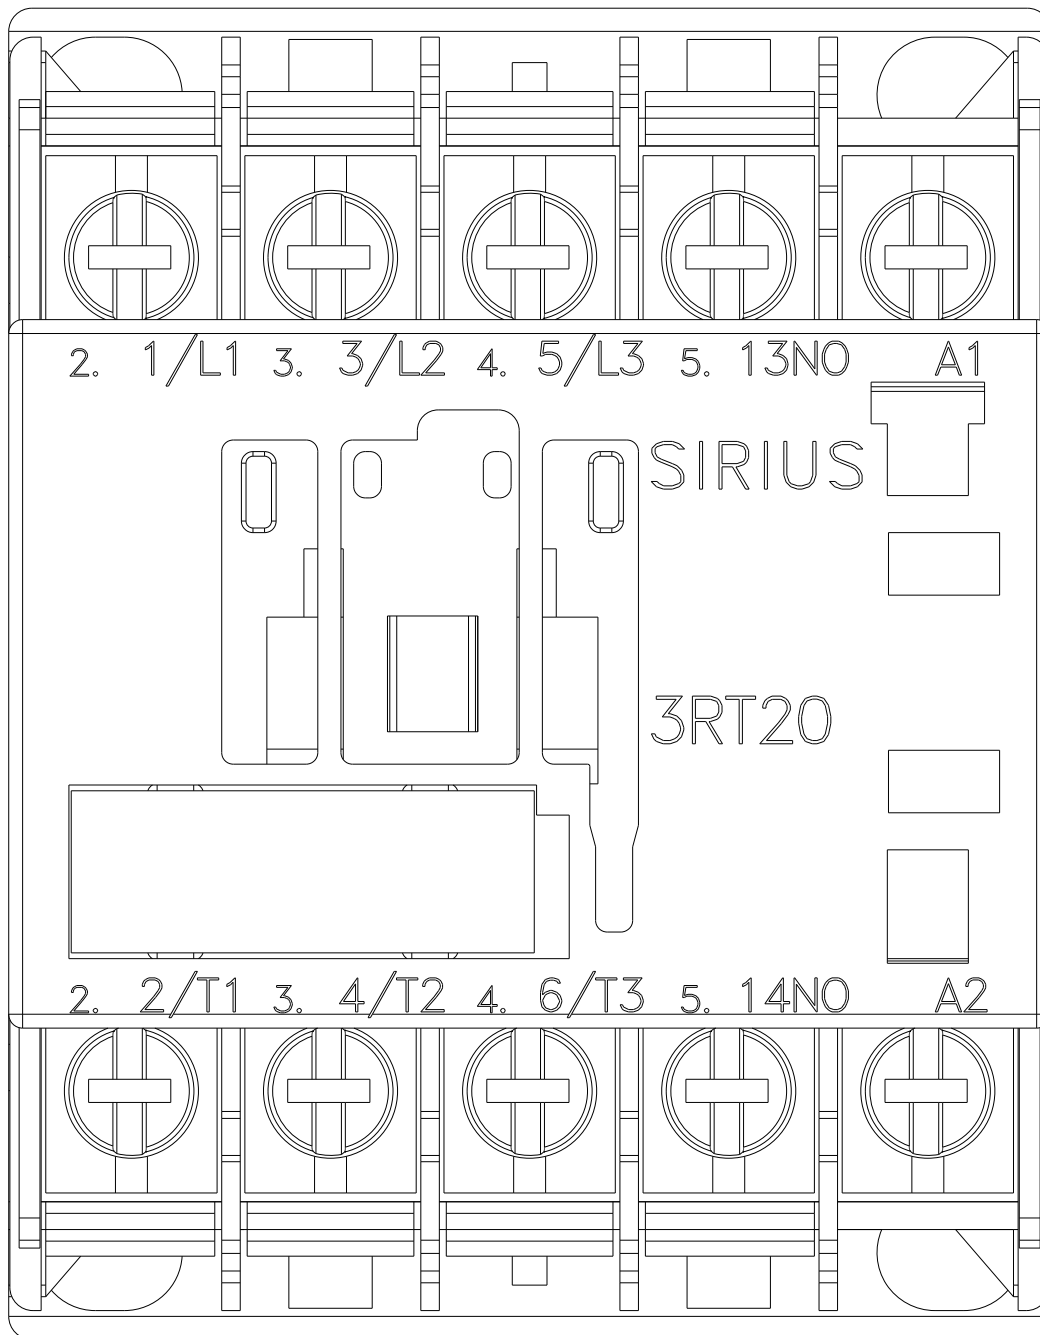 2. 1/L1 3. 3/L2 4. 5/L3 5. 13NO A1
SIRIUS
3RT20
2. 2/T1 3. 4/T2 4. 6/T3 5. 14NO A2